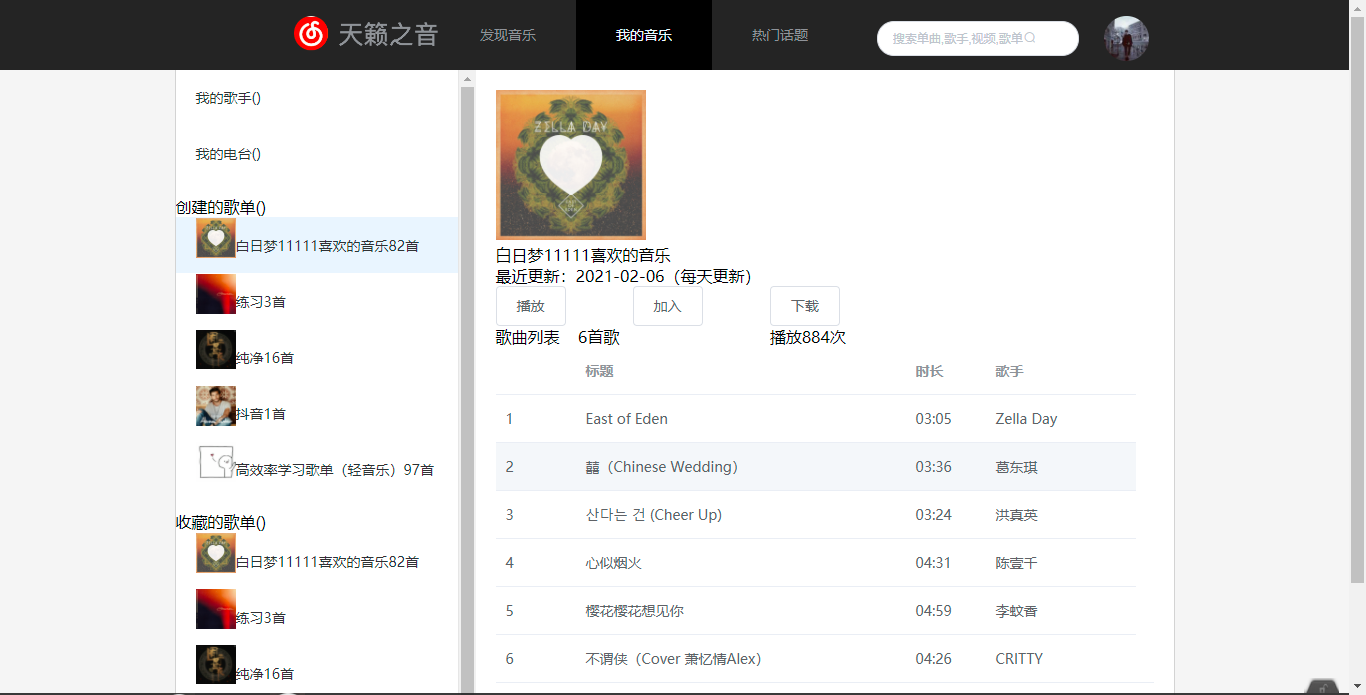 天籁之音 发现音乐 我的音乐 热门话题 搜索单曲,歌手,视频,歌单
我的歌手()
我的电台()
创建的歌单()
白日梦11111喜欢的音乐82首
练习3首
纯净16首
抖音1首
高效率学习歌单（轻音乐）97首
收藏的歌单()
白日梦11111喜欢的音乐82首
练习3首
纯净16首
ZELLA DAY
白日梦11111喜欢的音乐
最近更新：2021-02-06（每天更新）
播放 加入 下载
歌曲列表 6首歌 播放884次
标题 时长 歌手
1 East of Eden 03:05 Zella Day
2 囍（Chinese Wedding） 03:36 葛东琪
3 산다는 건 (Cheer Up) 03:24 洪真英
4 心似烟火 04:31 陈壹千
5 樱花樱花想见你 04:59 李蚊香
6 不谓侠（Cover 萧忆情Alex） 04:26 CRITTY